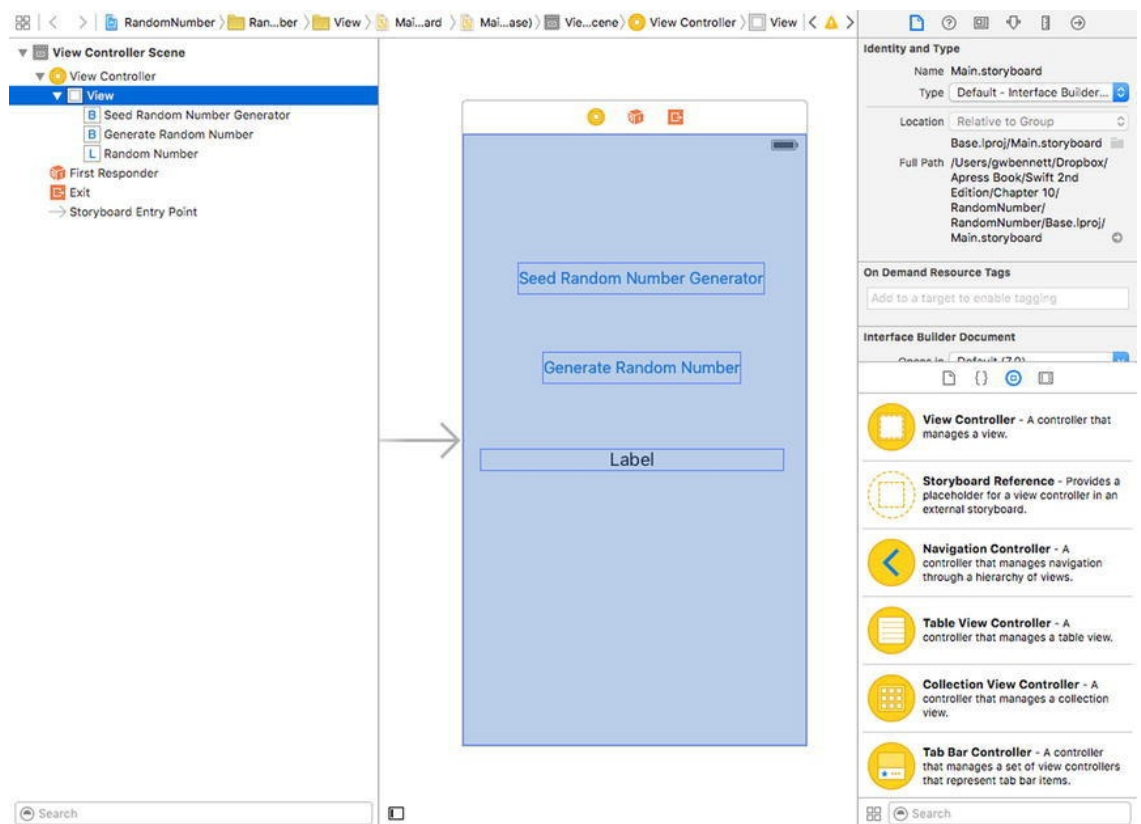 RandomNumber Ran...ber View Mai...ard Mai...ase) Vie...cene View Controller View
View Controller Scene
View Controller
View
B Seed Random Number Generator
B Generate Random Number
L Random Number
First Responder
Exit
Storyboard Entry Point
Search
Seed Random Number Generator
Generate Random Number
Label
Identity and Type
Name Main.storyboard
Type Default - Interface Builder...
Location Relative to Group
Base.lproj/Main.storyboard
Full Path /Users/gwbennett/Dropbox/
Apress Book/Swift 2nd
Edition/Chapter 10/
RandomNumber/
RandomNumber/Base.lproj/
Main.storyboard
On Demand Resource Tags
Add to a target to enable tagging
Interface Builder Document
Opens in Default (7.0)
{}
View Controller - A controller that
manages a view.
Storyboard Reference - Provides a
placeholder for a view controller in an
external storyboard.
Navigation Controller - A
controller that manages navigation
through a hierarchy of views.
Table View Controller - A
controller that manages a table view.
Collection View Controller - A
controller that manages a collection
view.
Tab Bar Controller - A controller
that manages a set of view controllers
that represent tab bar items.
Search